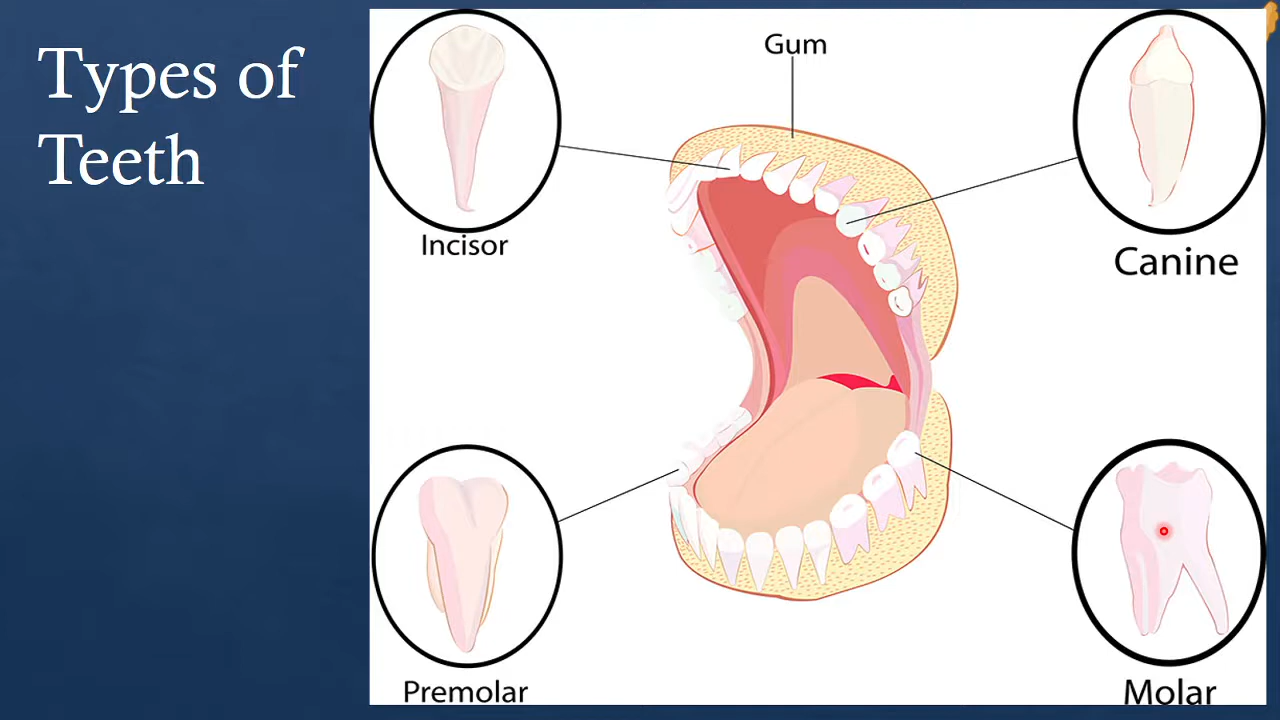 Types of
Teeth
Gum
Incisor
Canine
Premolar
Molar